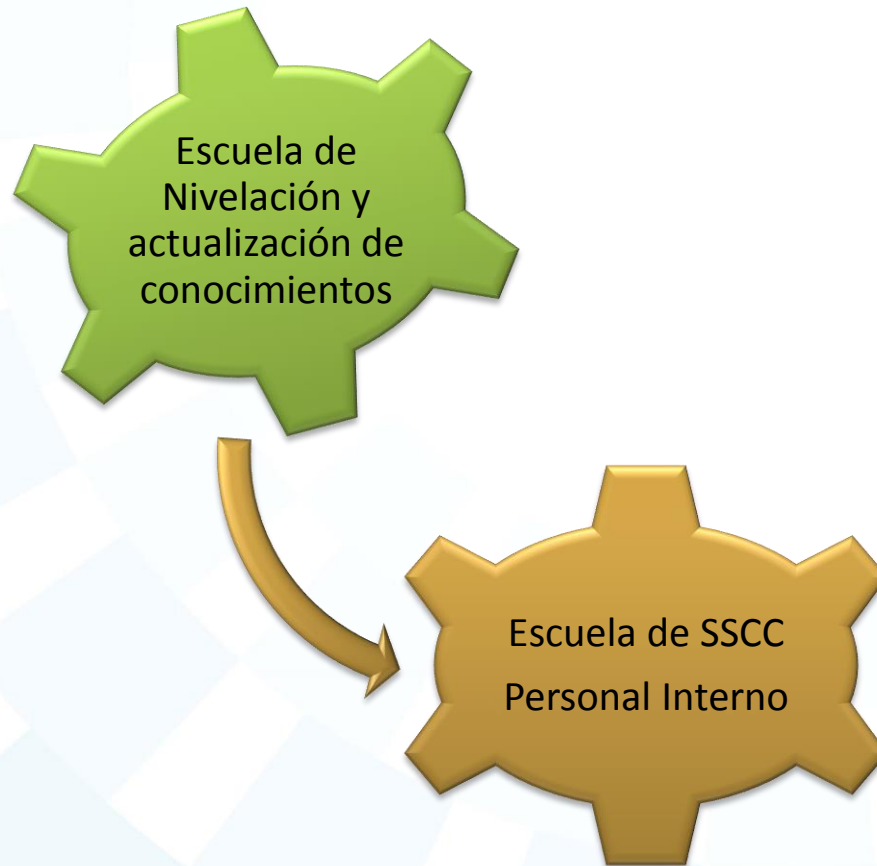 Escuela de
Nivelación y
actualización de
conocimientos
Escuela de SSCC
Personal Interno